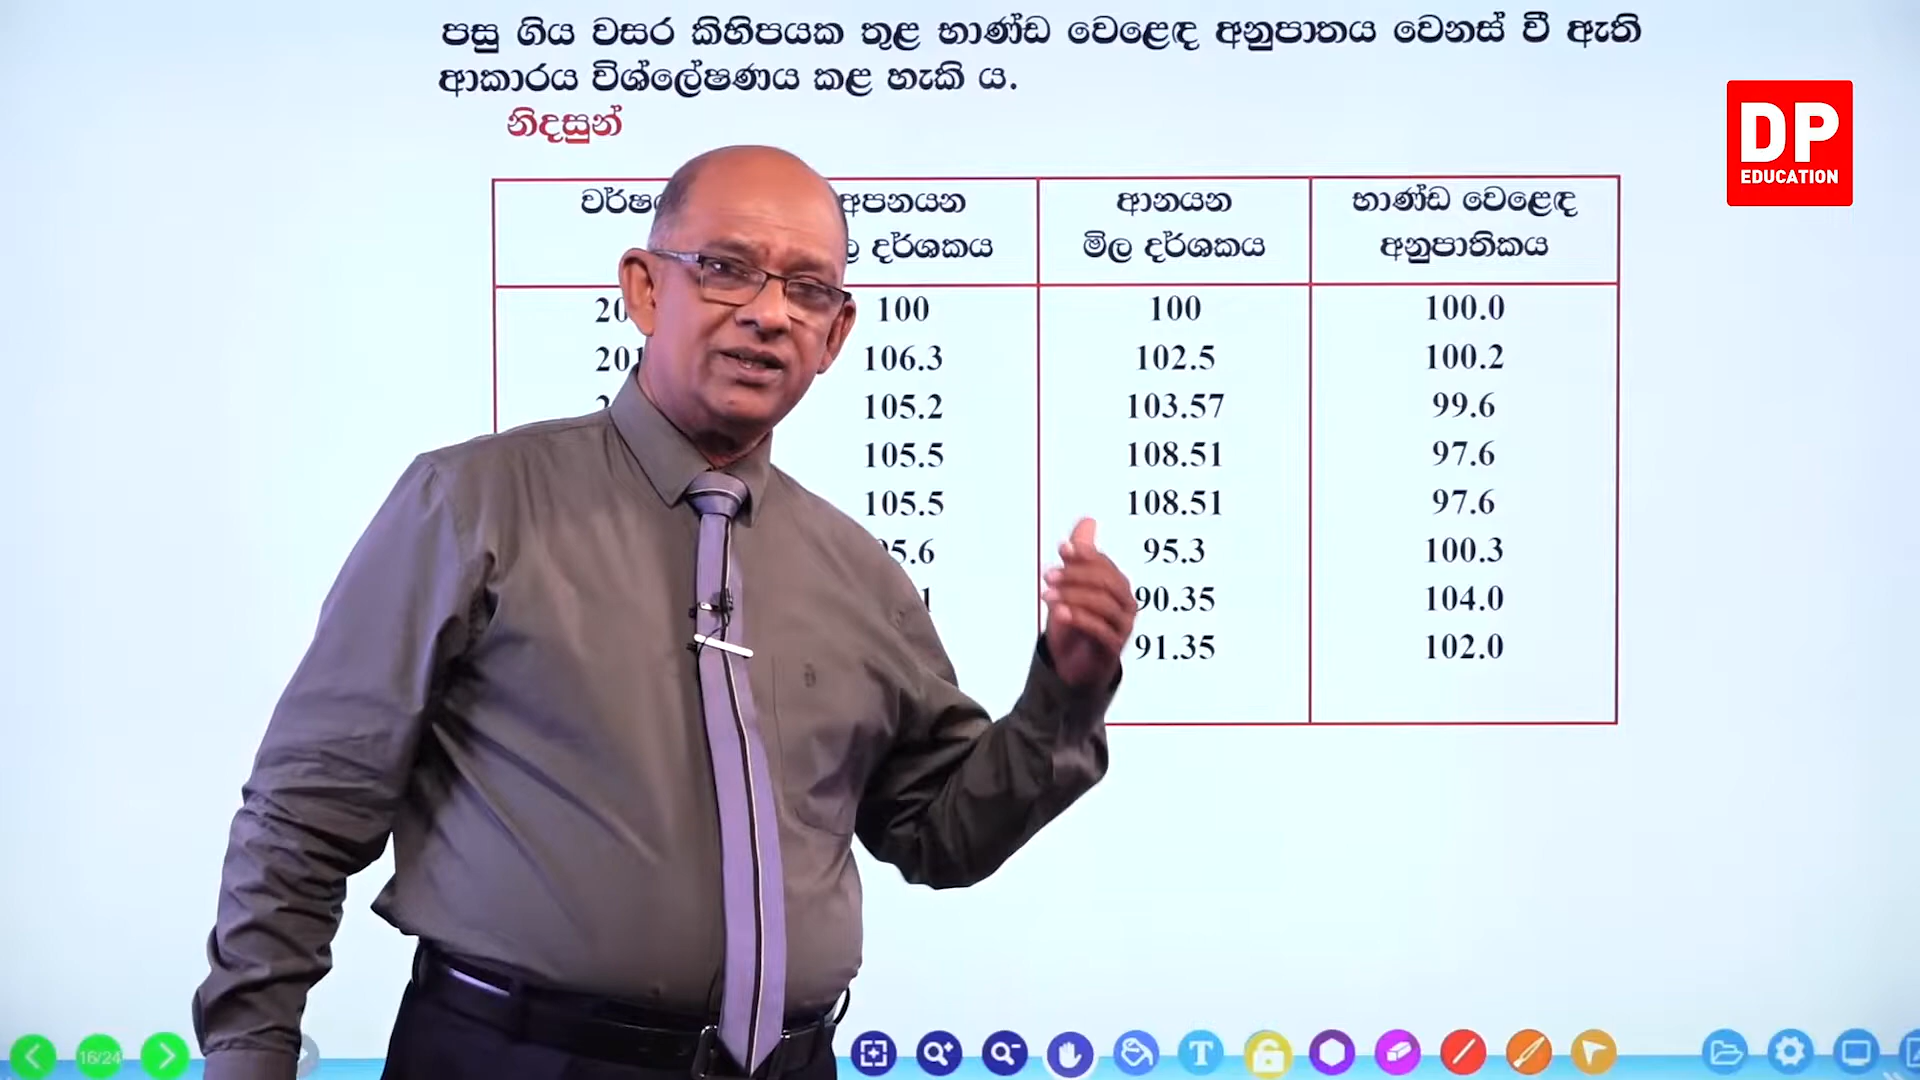 පසු ගිය වසර කිහිපයක තුළ භාණ්ඩ වෙළෙඳ අනුපාතය වෙනස් වී ඇති
ආකාරය විශ්ලේෂණය කළ හැකි ය.
නිදසුන්
DP
EDUCATION
අපනයන ආනයන භාණ්ඩ වෙළෙඳ
දර්ශකය මිල දර්ශකය අනුපාතිකය
100 100 100.0
106.3 102.5 100.2
105.2 103.57 99.6
105.5 108.51 97.6
105.5 108.51 97.6
95.3 100.3
90.35 104.0
91.35 102.0
16/24
T